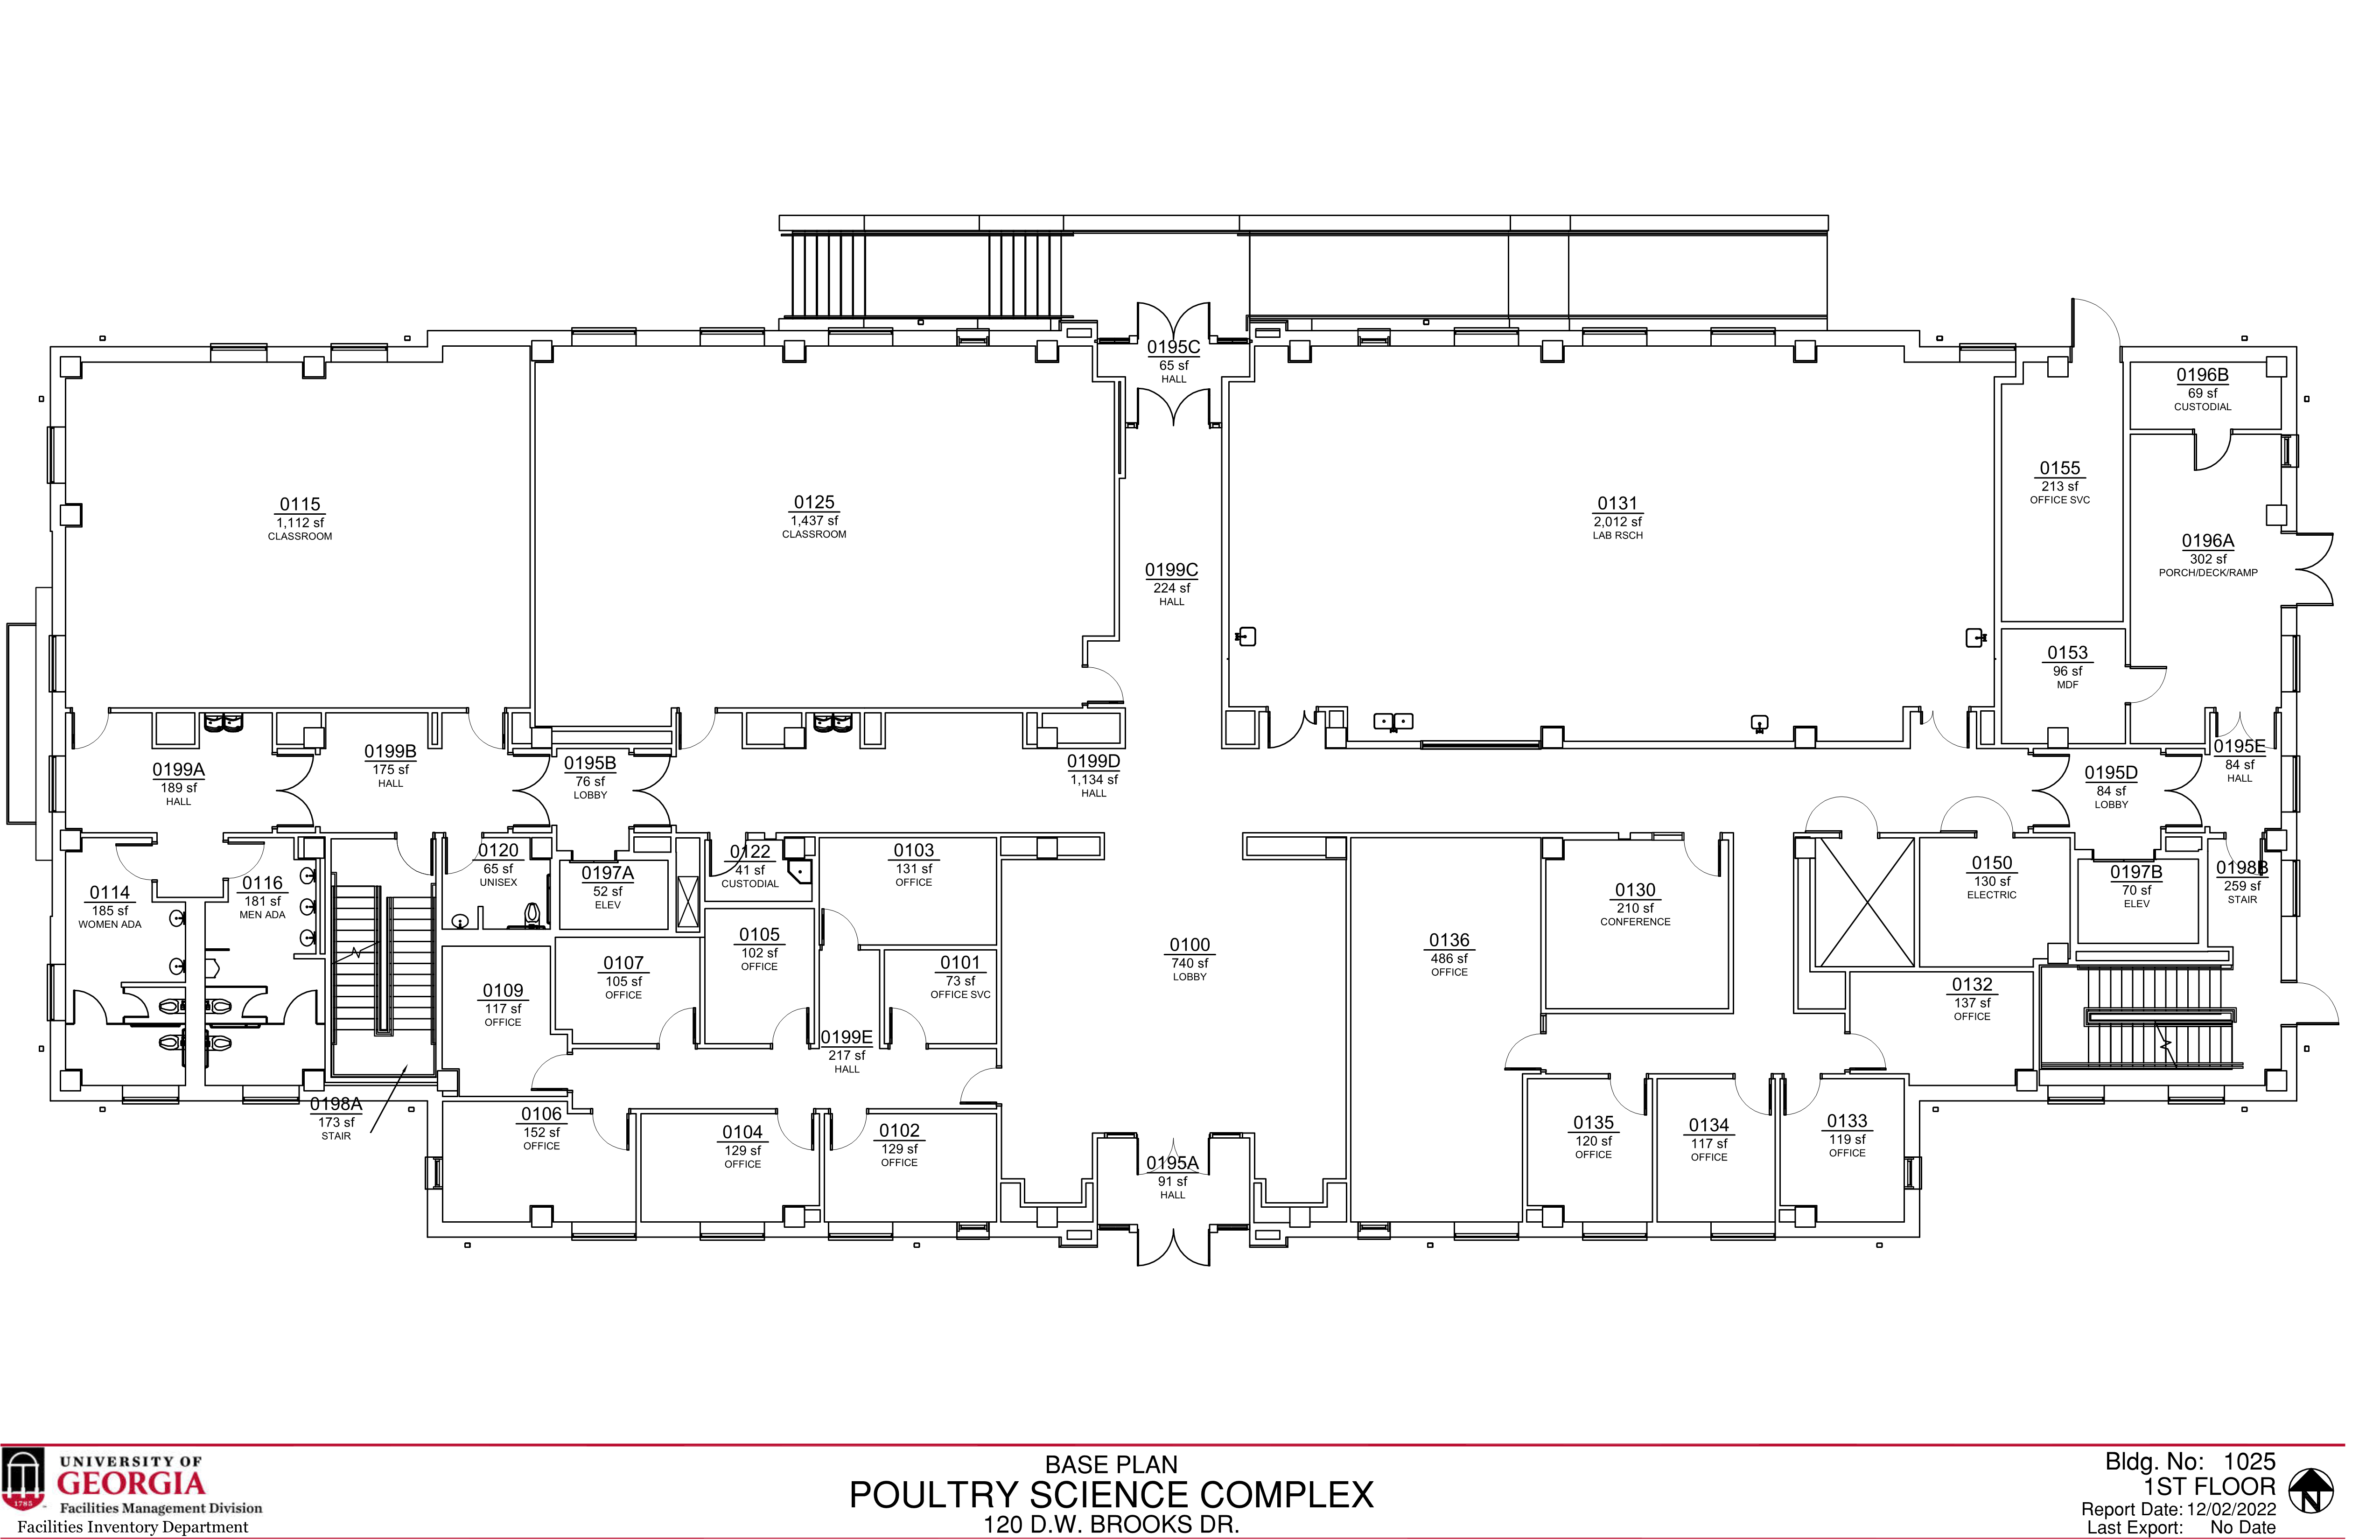 0195C
65 sf
HALL
0196B
69 sf
CUSTODIAL
0115
1,112 sf
CLASSROOM
0125
1,437 sf
CLASSROOM
0131
2,012 sf
LAB RSCH
0155
213 sf
OFFICE SVC
0196A
302 sf
PORCH/DECK/RAMP
0199C
224 sf
HALL
0153
96 sf
MDF
0199A
189 sf
HALL
0199B
175 sf
HALL
0195B
76 sf
LOBBY
0199D
1,134 sf
HALL
0195D
84 sf
LOBBY
0195E
84 sf
HALL
0114
185 sf
WOMEN ADA
0116
181 sf
MEN ADA
0120
65 sf
UNISEX
0197A
52 sf
ELEV
0122
41 sf
CUSTODIAL
0103
131 sf
OFFICE
0130
210 sf
CONFERENCE
0150
130 sf
ELECTRIC
0197B
70 sf
ELEV
0198B
259 sf
STAIR
0109
117 sf
OFFICE
0107
105 sf
OFFICE
0105
102 sf
OFFICE
0101
73 sf
OFFICE SVC
0100
740 sf
LOBBY
0136
486 sf
OFFICE
0132
137 sf
OFFICE
0199E
217 sf
HALL
0198A
173 sf
STAIR
0106
152 sf
OFFICE
0104
129 sf
OFFICE
0102
129 sf
OFFICE
0195A
91 sf
HALL
0135
120 sf
OFFICE
0134
117 sf
OFFICE
0133
119 sf
OFFICE
1785
UNIVERSITY OF
GEORGIA
Facilities Management Division
Facilities Inventory Department
BASE PLAN
POULTRY SCIENCE COMPLEX
120 D.W. BROOKS DR.
Bldg. No: 1025
1ST FLOOR
Report Date: 12/02/2022
Last Export: No Date
N